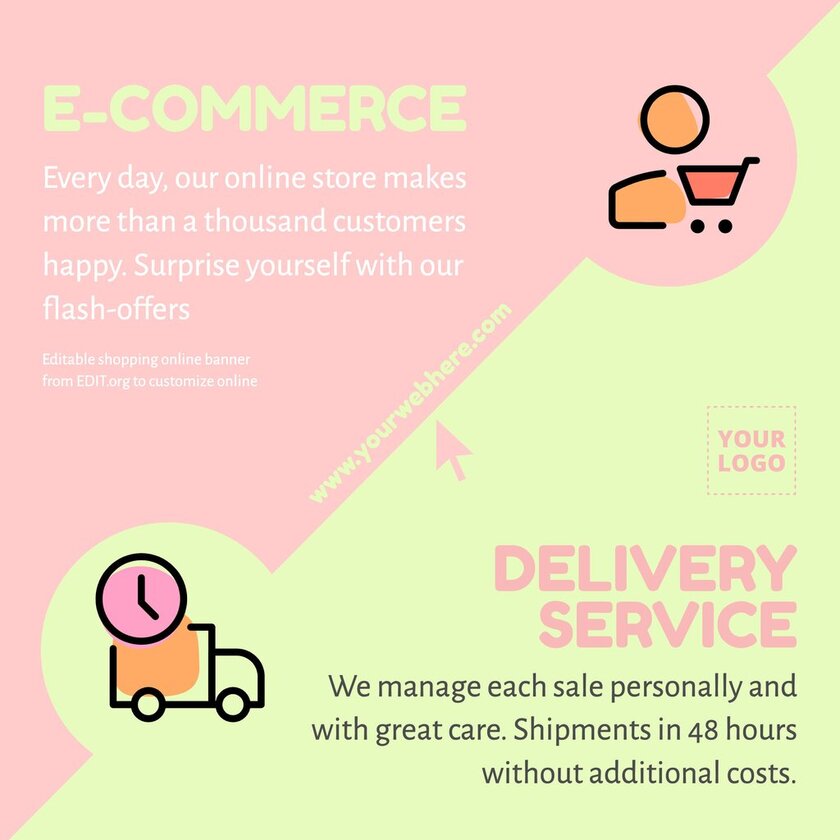 E-COMMERCE
Every day, our online store makes
more than a thousand customers
happy. Surprise yourself with our
flash-offers
Editable shopping online banner
from EDIT.org to customize online
www.yourwebhere.com
YOUR
LOGO
DELIVERY
SERVICE
We manage each sale personally and
with great care. Shipments in 48 hours
without additional costs.